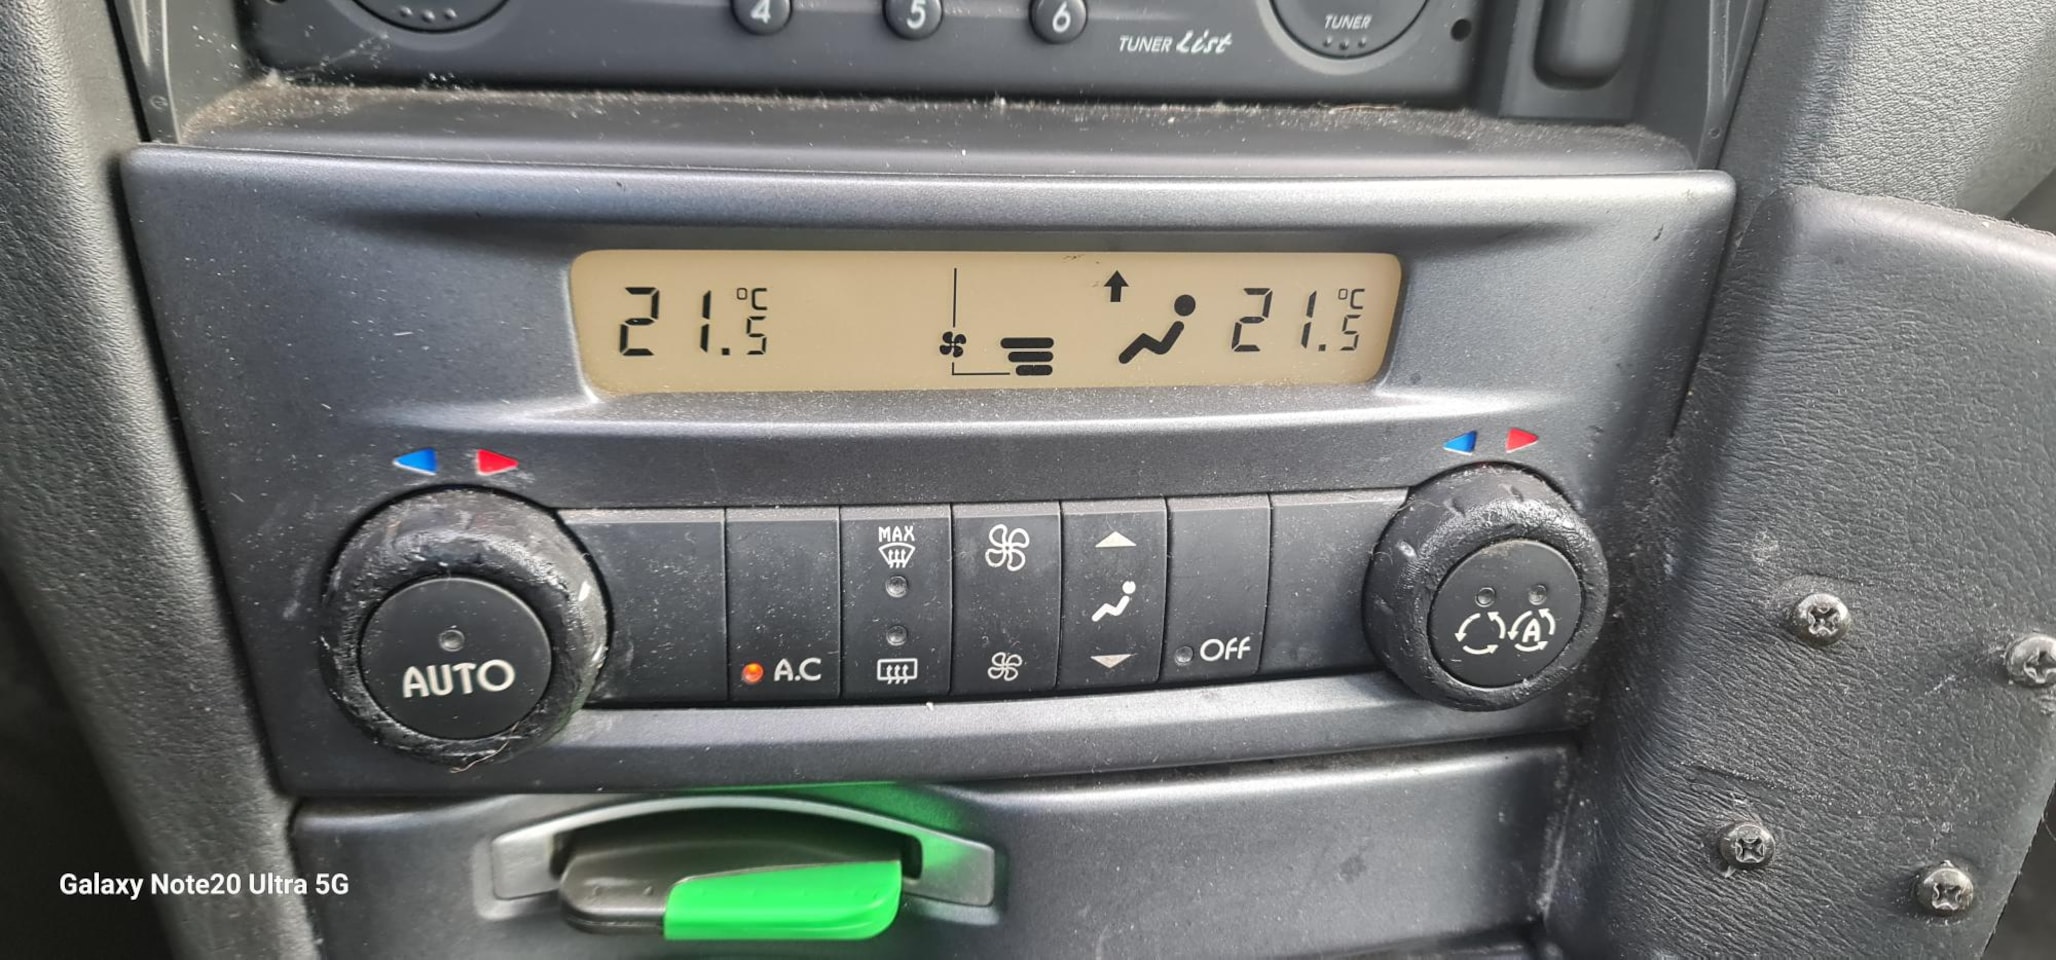 4 5 6
TUNER List
TUNER
21.5 °C
21.5 °C
MAX
AUTO
A.C
OFF
A
Galaxy Note20 Ultra 5G